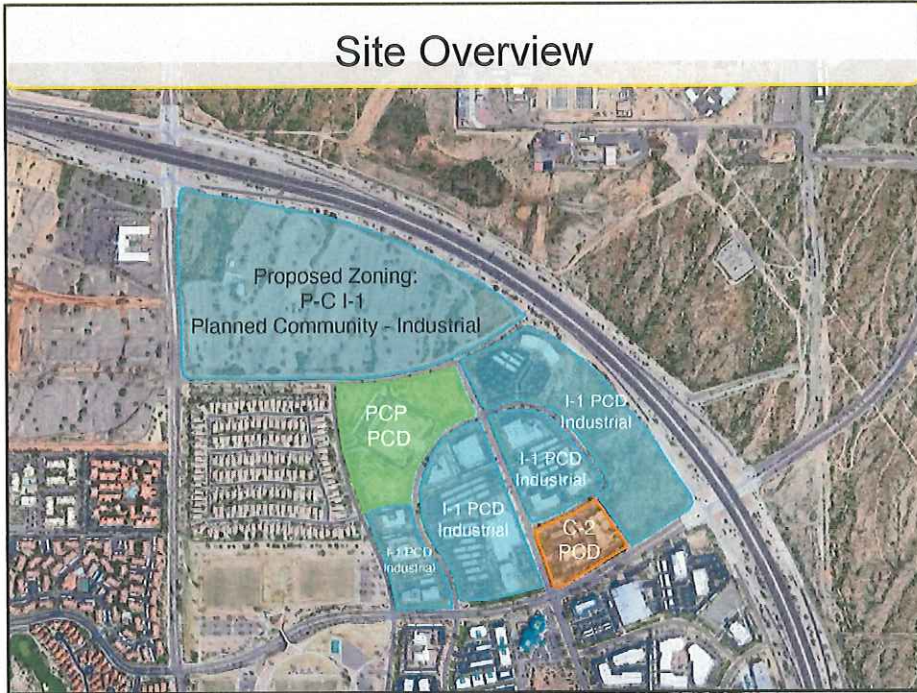 Site Overview
Proposed Zoning:
P-C I-1
Planned Community - Industrial
PCP
PCD
I-1 PCD
Industrial
I-1 PCD
Industrial
I-1 PCD
Industrial
I-1 PCD
Industrial
C-2
PCD